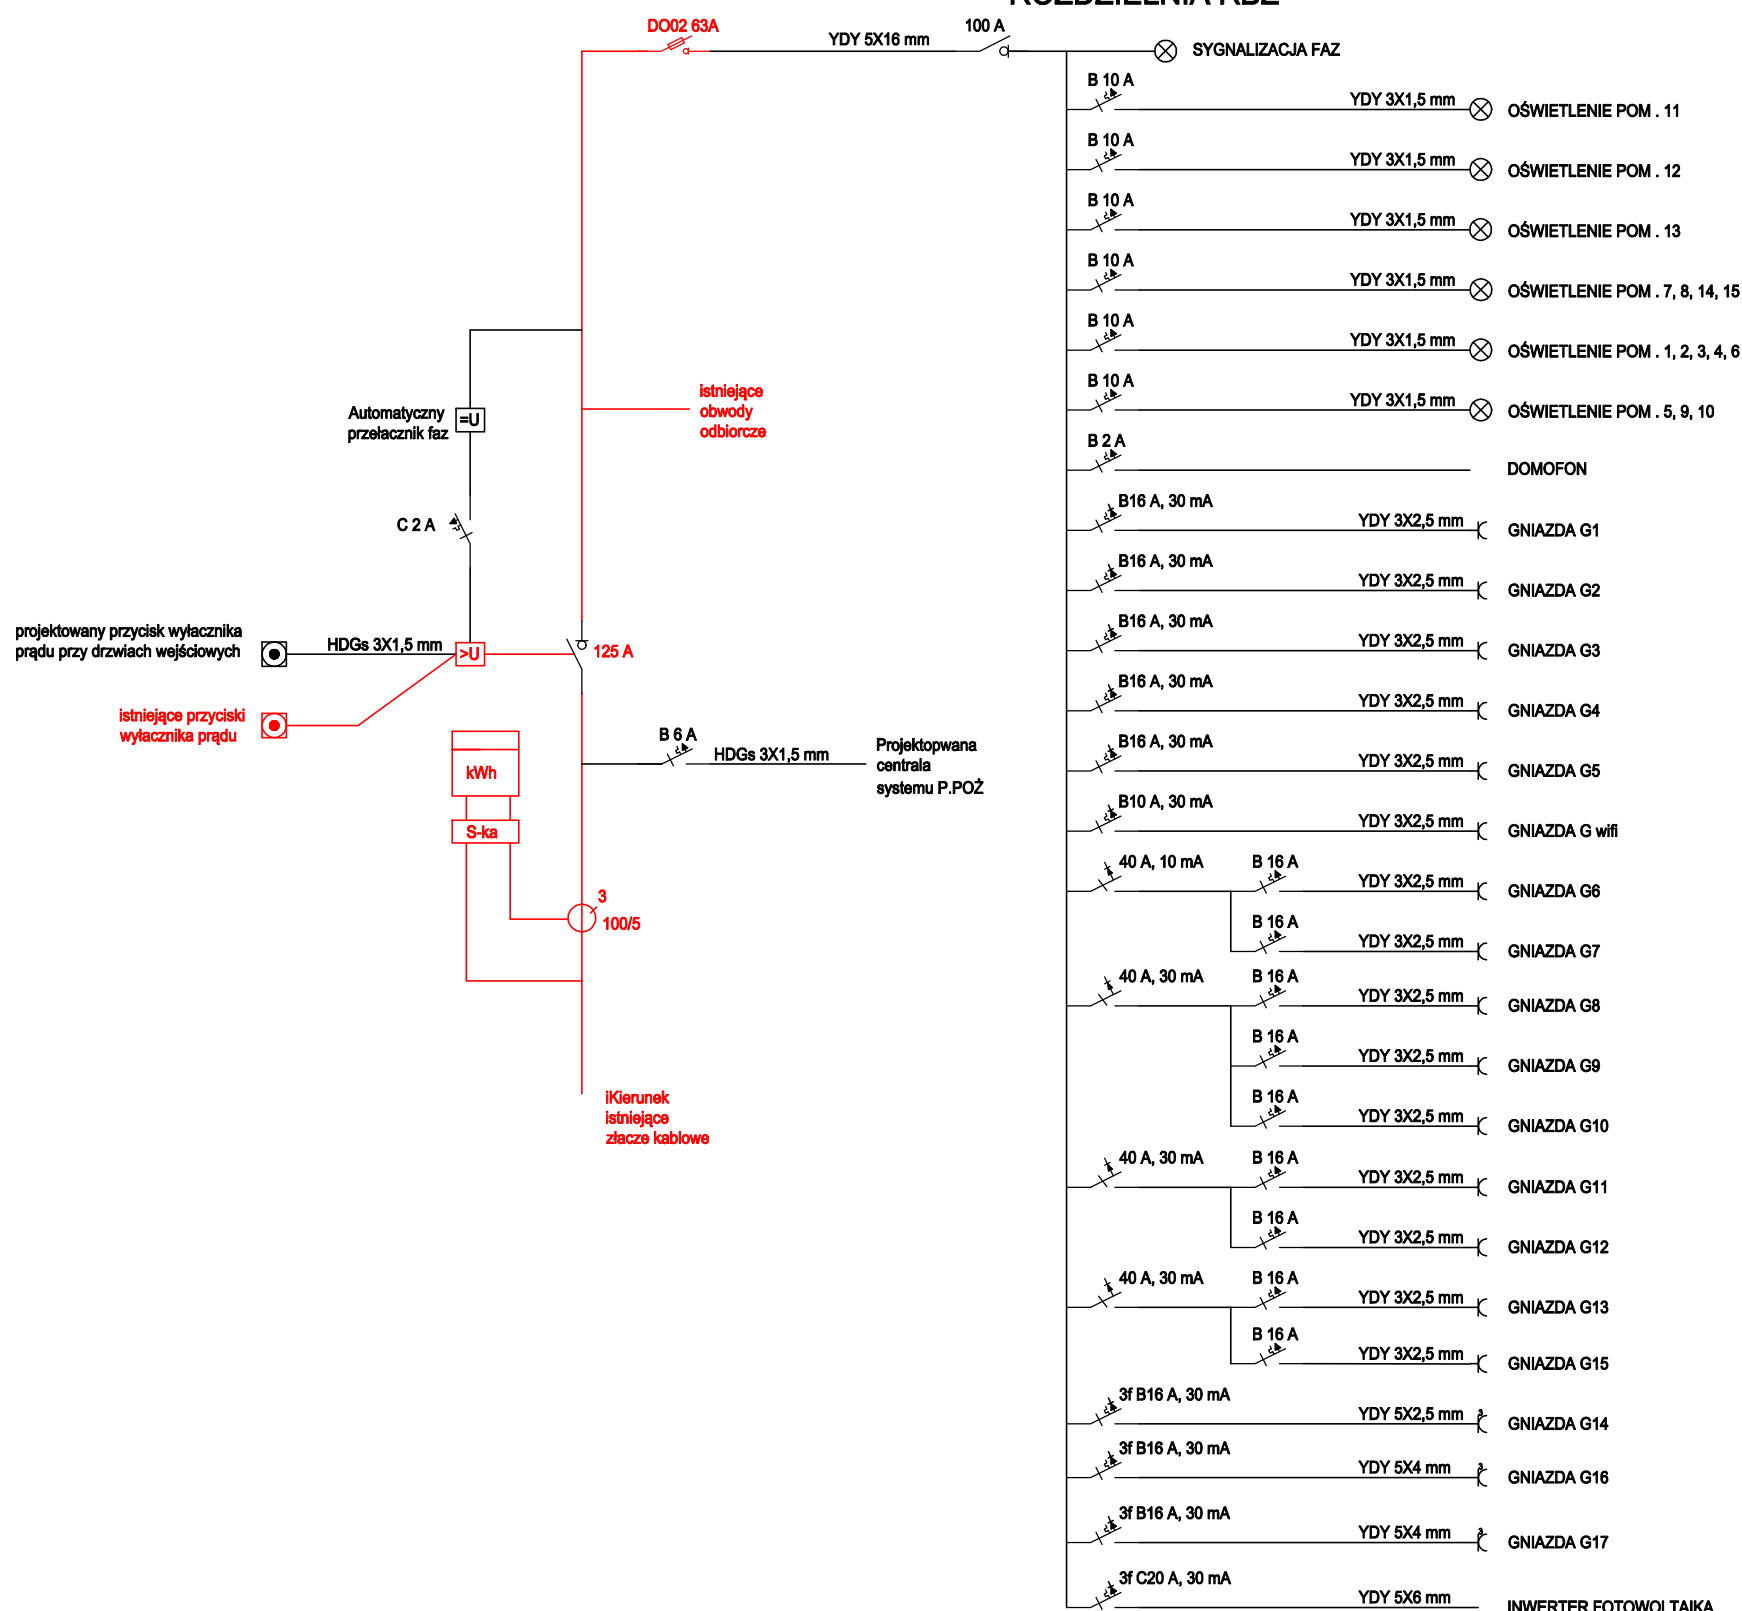 DO02 63A
YDY 5X16 mm
100 A
SYGNALIZACJA FAZ
B 10 A
YDY 3X1,5 mm
OŚWIETLENIE POM . 11
B 10 A
YDY 3X1,5 mm
OŚWIETLENIE POM . 12
B 10 A
YDY 3X1,5 mm
OŚWIETLENIE POM . 13
B 10 A
YDY 3X1,5 mm
OŚWIETLENIE POM . 7, 8, 14, 15
B 10 A
YDY 3X1,5 mm
OŚWIETLENIE POM . 1, 2, 3, 4, 6
B 10 A
YDY 3X1,5 mm
OŚWIETLENIE POM . 5, 9, 10
B 2 A
DOMOFON
B16 A, 30 mA
YDY 3X2,5 mm
GNIAZDA G1
B16 A, 30 mA
YDY 3X2,5 mm
GNIAZDA G2
B16 A, 30 mA
YDY 3X2,5 mm
GNIAZDA G3
B16 A, 30 mA
YDY 3X2,5 mm
GNIAZDA G4
B16 A, 30 mA
YDY 3X2,5 mm
GNIAZDA G5
B10 A, 30 mA
YDY 3X2,5 mm
GNIAZDA G wifi
40 A, 10 mA
B 16 A
YDY 3X2,5 mm
GNIAZDA G6
B 16 A
YDY 3X2,5 mm
GNIAZDA G7
40 A, 30 mA
B 16 A
YDY 3X2,5 mm
GNIAZDA G8
B 16 A
YDY 3X2,5 mm
GNIAZDA G9
B 16 A
YDY 3X2,5 mm
GNIAZDA G10
40 A, 30 mA
B 16 A
YDY 3X2,5 mm
GNIAZDA G11
B 16 A
YDY 3X2,5 mm
GNIAZDA G12
40 A, 30 mA
B 16 A
YDY 3X2,5 mm
GNIAZDA G13
B 16 A
YDY 3X2,5 mm
GNIAZDA G15
3f B16 A, 30 mA
YDY 5X2,5 mm
3
GNIAZDA G14
3f B16 A, 30 mA
YDY 5X4 mm
3
GNIAZDA G16
3f B16 A, 30 mA
YDY 5X4 mm
3
GNIAZDA G17
3f C20 A, 30 mA
YDY 5X6 mm
INWERTER FOTOWOLTAIKA
istniejące
obwody
odbiorcze
Automatyczny
przełacznik faz
=U
C 2 A
projektowany przycisk wyłacznika
prądu przy drzwiach wejściowych
HDGs 3X1,5 mm
>U
125 A
istniejące przyciski
wyłacznika prądu
kWh
S-ka
B 6 A
HDGs 3X1,5 mm
Projektopwana
centrala
systemu P.POŻ
3
100/5
iKierunek
istniejące
złacze kablowe